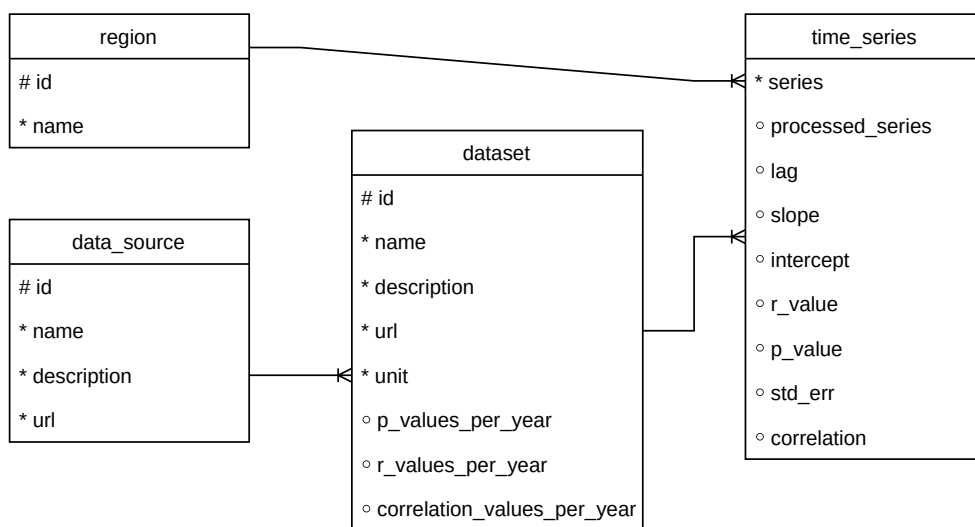 region
# id
* name
data_source
# id
* name
* description
* url
dataset
# id
* name
* description
* url
* unit
○ p_values_per_year
○ r_values_per_year
○ correlation_values_per_year
time_series
* series
○ processed_series
○ lag
○ slope
○ intercept
○ r_value
○ p_value
○ std_err
○ correlation